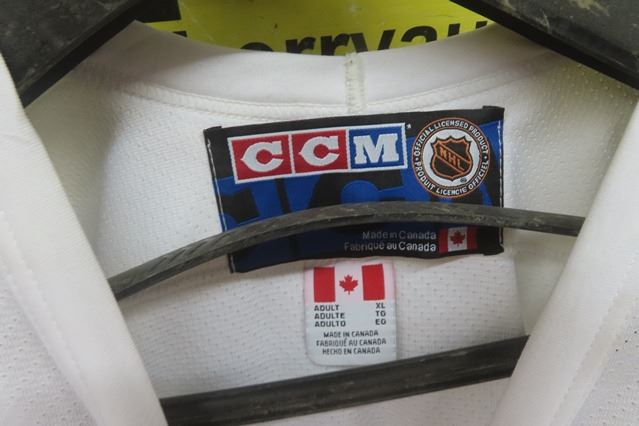 CCM
OFFICIAL LICENSED PRODUCT
NHL
PRODUIT LICENCIE OFFICIEL
Made in Canada
Fabriqué au Canada
ADULT XL
ADULTE TG
ADULTO EG
MADE IN CANADA
FABRIQUÉ AU CANADA
HECHO EN CANADA